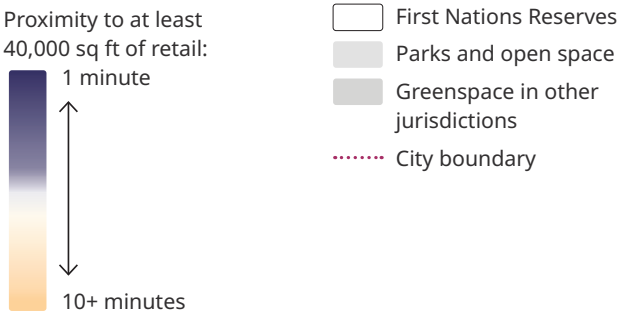 Proximity to at least
40,000 sq ft of retail:
1 minute
10+ minutes
First Nations Reserves
Parks and open space
Greenspace in other
jurisdictions
City boundary